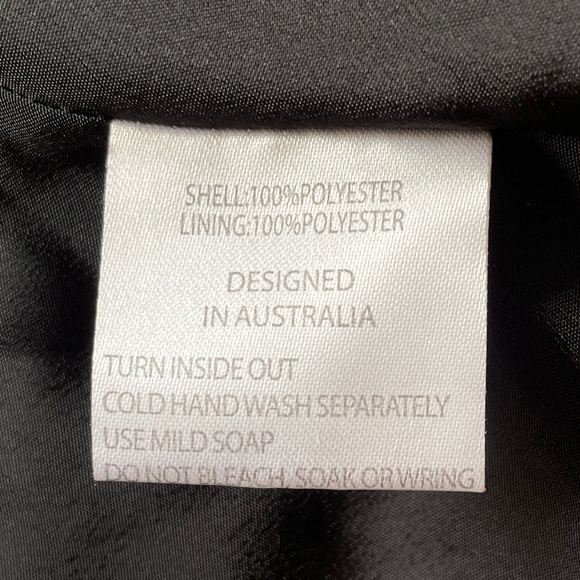 SHELL:100%POLYESTER
LINING:100%POLYESTER
DESIGNED
IN AUSTRALIA
TURN INSIDE OUT
COLD HAND WASH SEPARATELY
USE MILD SOAP
DO NOT BLEACH, SOAK OR WRING